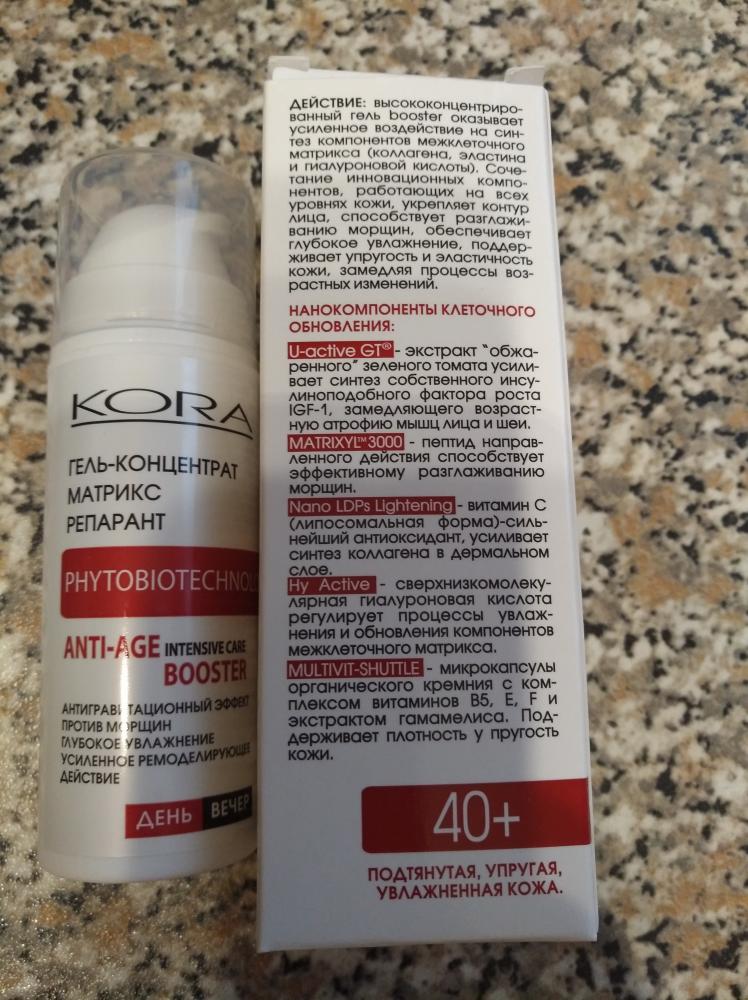 KORA
ГЕЛЬ-КОНЦЕНТРАТ
МАТРИКС
РЕПАРАНТ
PHYTOBIOTECHNOLO
ANTI-AGE INTENSIVE CARE
BOOSTER
АНТИГРАВИТАЦИОННЫЙ ЭФФЕКТ
ПРОТИВ МОРЩИН
ГЛУБОКОЕ УВЛАЖНЕНИЕ
УСИЛЕННОЕ РЕМОДЕЛИРУЮЩЕЕ
ДЕЙСТВИЕ
ДЕНЬ ВЕЧЕР
ДЕЙСТВИЕ: высококонцентриро-
ванный гель booster оказывает
усиленное воздействие на син-
тез компонентов межклеточного
матрикса (коллагена, эластина
и гиалуроновой кислоты). Соче-
тание инновационных компо-
нентов, работающих на всех
уровнях кожи, укрепляет контур
лица, способствует разглажи-
ванию морщин, обеспечивает
глубокое увлажнение, поддер-
живает упругость и эластичность
кожи, замедляя процессы воз-
растных изменений.
НАНОКОМПОНЕНТЫ КЛЕТОЧНОГО
ОБНОВЛЕНИЯ:
U-active GT® - экстракт "обжа-
ренного" зеленого томата усили-
вает синтез собственного инсу-
линоподобного фактора роста
IGF-1, замедляющего возраст-
ную атрофию мышц лица и шеи.
MATRIXYL™3000 - пептид направ-
ленного действия способствует
эффективному разглаживанию
морщин.
Nano LDPs Lightening - витамин С
(липосомальная форма)-силь-
нейший антиоксидант, усиливает
синтез коллагена в дермальном
слое.
Hy Active - сверхнизкомолеку-
лярная гиалуроновая кислота
регулирует процессы увлаж-
нения и обновления компонентов
межклеточного матрикса.
MULTIVIT-SHUTTLE - микрокапсулы
органического кремния с ком-
плексом витаминов B5, E, F и
экстрактом гамамелиса. Под-
держивает плотность у пругость
кожи.
40+
ПОДТЯНУТАЯ, УПРУГАЯ,
УВЛАЖНЕННАЯ КОЖА.